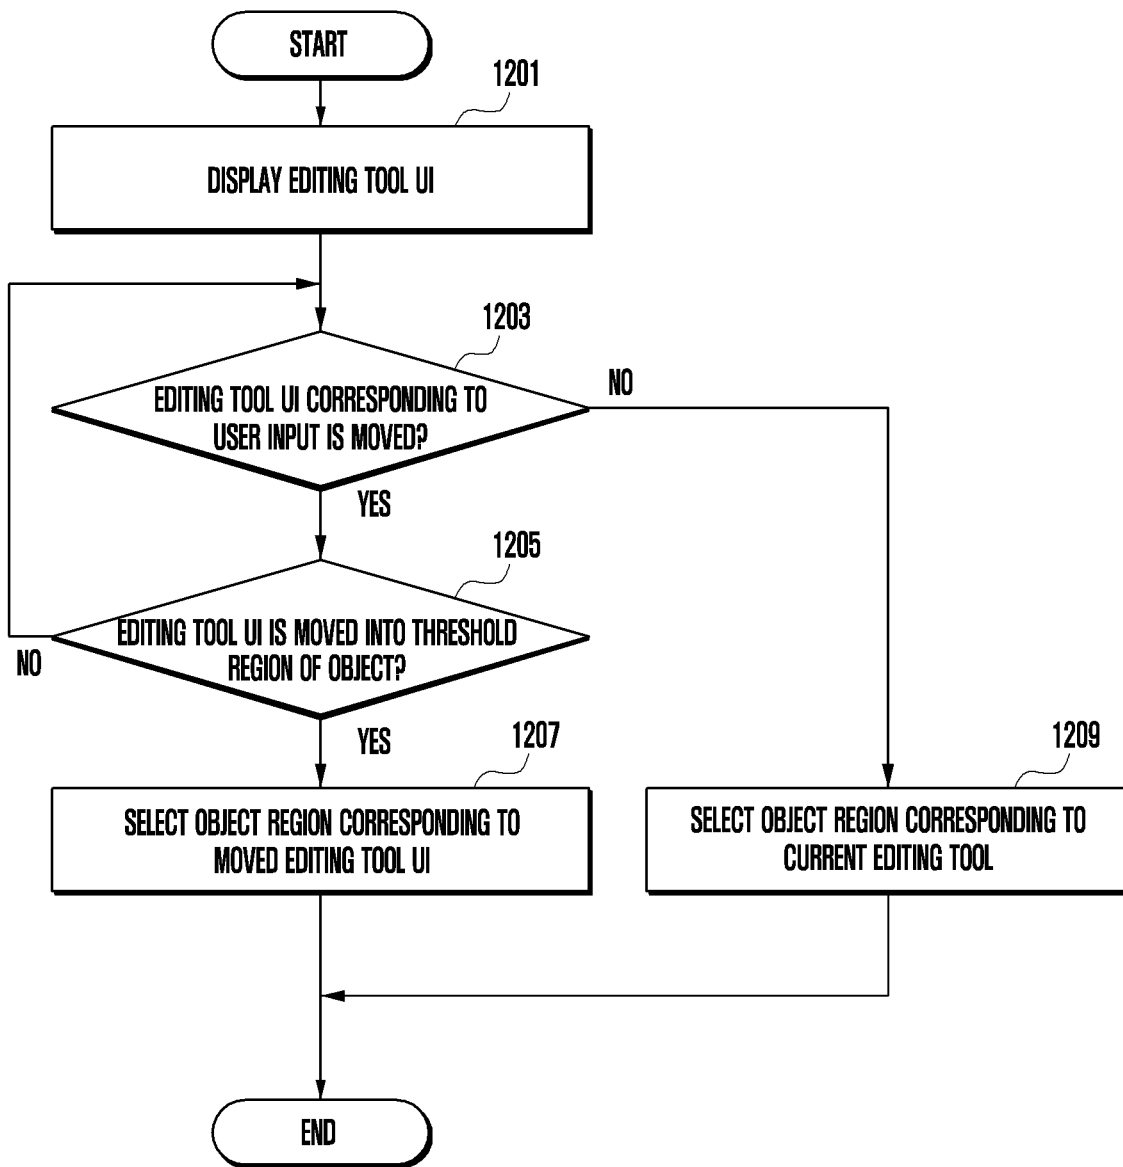 START
1201
DISPLAY EDITING TOOL UI
1203
EDITING TOOL UI CORRESPONDING TO
USER INPUT IS MOVED?
NO
YES
1205
EDITING TOOL UI IS MOVED INTO THRESHOLD
REGION OF OBJECT?
NO
YES
1207
SELECT OBJECT REGION CORRESPONDING TO
MOVED EDITING TOOL UI
1209
SELECT OBJECT REGION CORRESPONDING TO
CURRENT EDITING TOOL
END